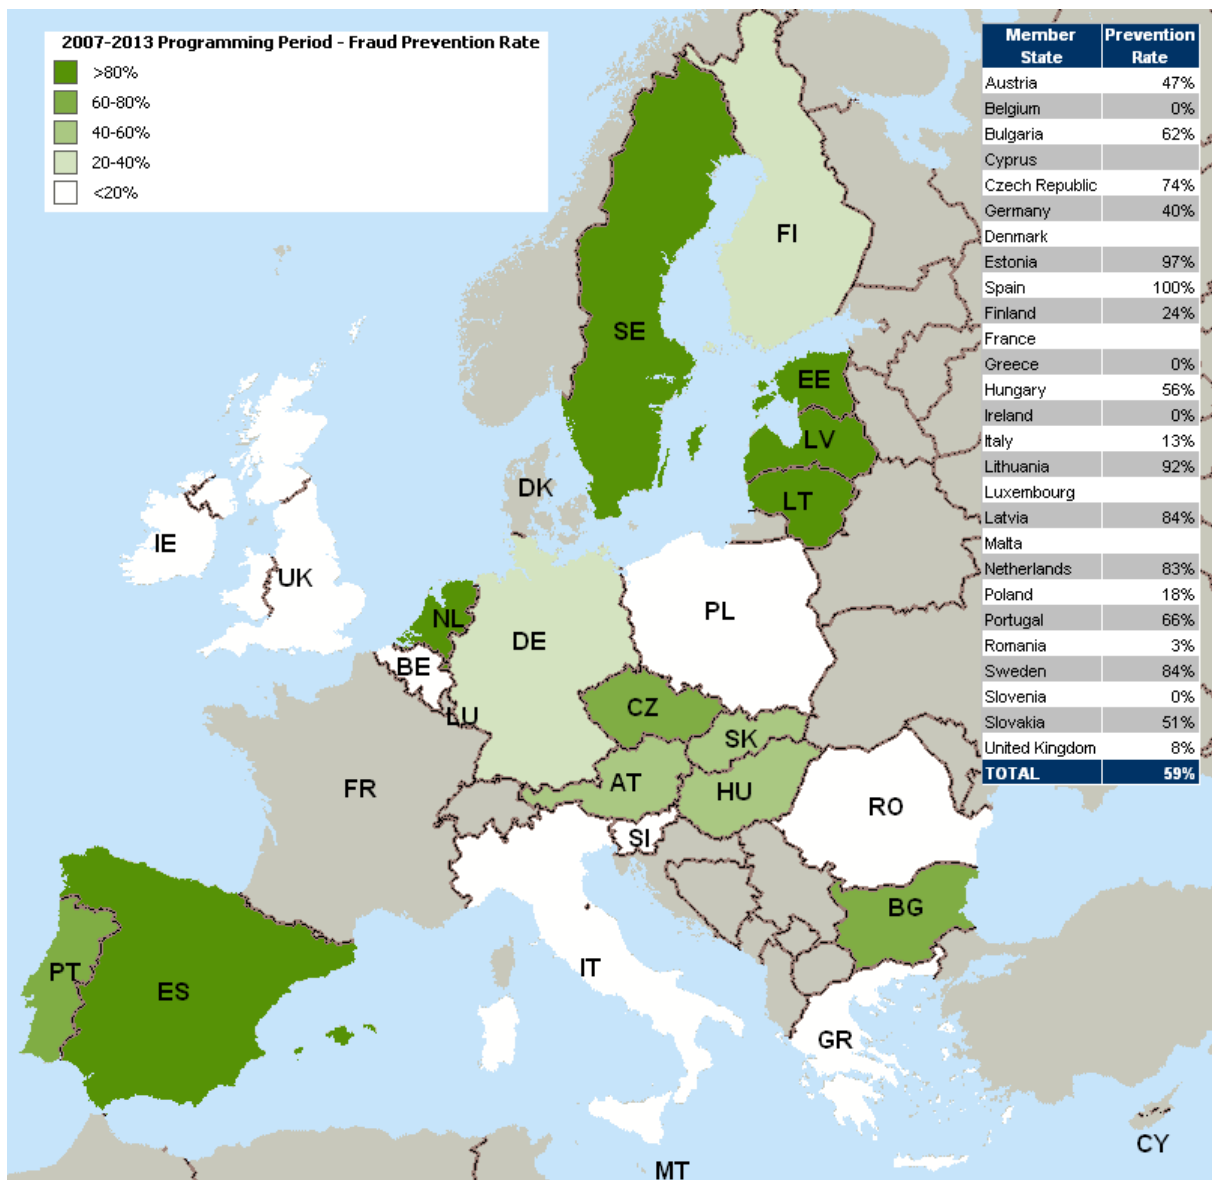 2007-2013 Programming Period - Fraud Prevention Rate
>80%
60-80%
40-60%
20-40%
<20%
Member State Prevention Rate
Austria 47%
Belgium 0%
Bulgaria 62%
Cyprus
Czech Republic 74%
Germany 40%
Denmark
Estonia 97%
Spain 100%
Finland 24%
France
Greece 0%
Hungary 56%
Ireland 0%
Italy 13%
Lithuania 92%
Luxembourg
Latvia 84%
Malta
Netherlands 83%
Poland 18%
Portugal 66%
Romania 3%
Sweden 84%
Slovenia 0%
Slovakia 51%
United Kingdom 8%
TOTAL 59%
FI
SE
EE
LV
DK
LT
IE
UK
NL
PL
DE
BE
CZ
LU
SK
FR
AT
HU
RO
SI
BG
PT
IT
ES
GR
CY
MT